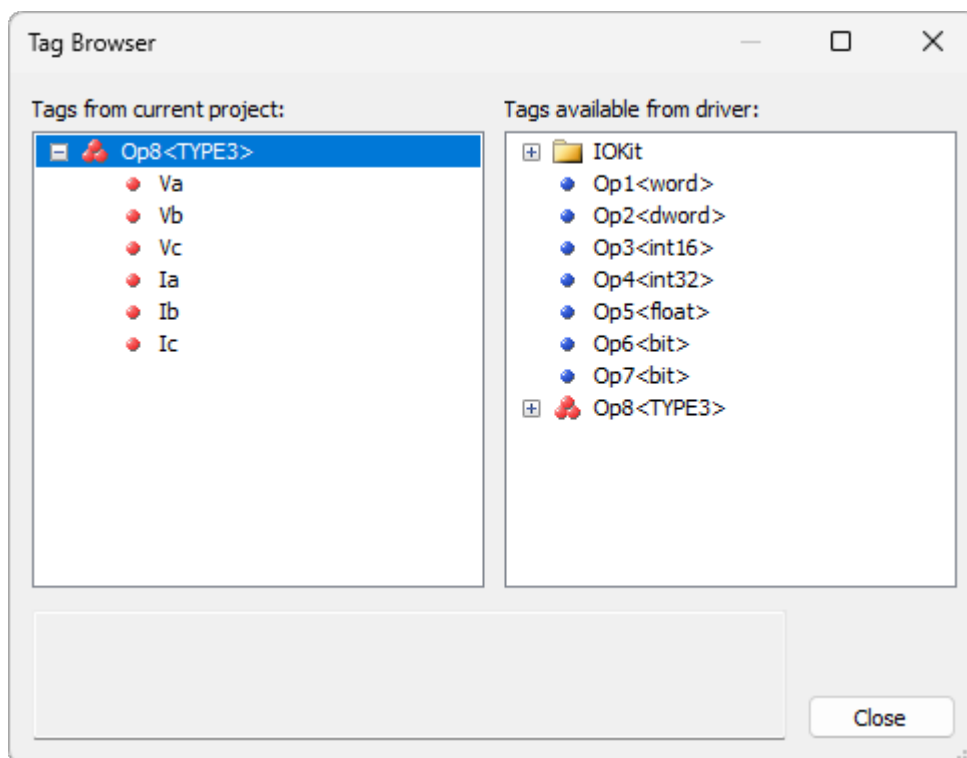 Tag Browser
Tags from current project:
Op8<TYPE3>
Va
Vb
Vc
Ia
Ib
Ic
Tags available from driver:
IOKit
Op1<word>
Op2<dword>
Op3<int16>
Op4<int32>
Op5<float>
Op6<bit>
Op7<bit>
Op8<TYPE3>
Close